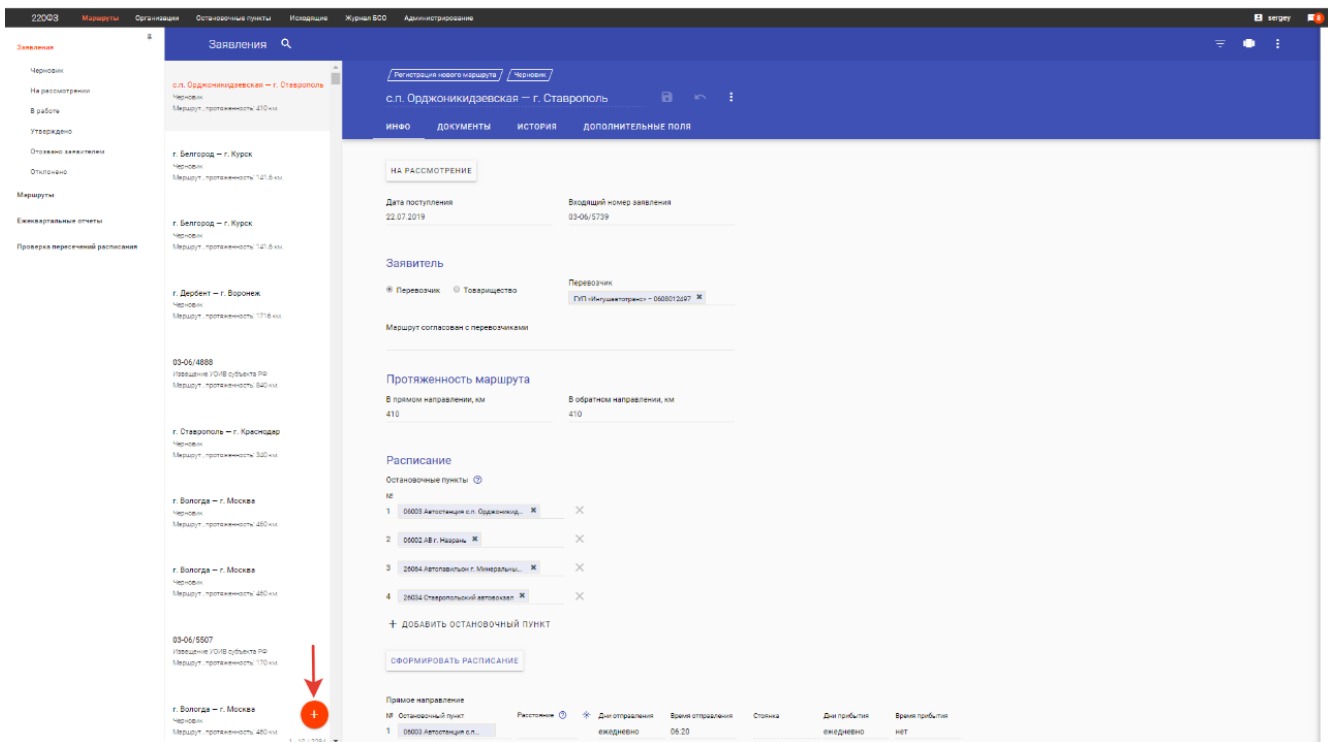 220ФЗ Маршруты Организации Остановочные пункты Исходящие Журнал БСО Администрирование sergey
Заявления
Черновик
На рассмотрении
В работе
Утверждено
Отозвано заявителем
Отклонено
Маршруты
Ежеквартальные отчеты
Проверка пересечений расписания
Заявления
с.п. Орджоникидзевская — г. Ставрополь
Черновик
Маршрут, протяженность: 410 км.
г. Белгород — г. Курск
Черновик
Маршрут, протяженность: 141.6 км.
г. Белгород — г. Курск
Черновик
Маршрут, протяженность: 141.6 км.
г. Дербент — г. Воронеж
Черновик
Маршрут, протяженность: 1716 км.
03-06/4888
Извещение УОИВ субъекта РФ
Маршрут, протяженность: 840 км.
г. Ставрополь — г. Краснодар
Черновик
Маршрут, протяженность: 340 км.
г. Вологда — г. Москва
Черновик
Маршрут, протяженность: 460 км.
г. Вологда — г. Москва
Черновик
Маршрут, протяженность: 460 км.
03-06/5507
Извещение УОИВ субъекта РФ
Маршрут, протяженность: 170 км.
г. Вологда — г. Москва
Черновик
Маршрут, протяженность: 460 км.
Регистрация нового маршрута / Черновик
с.п. Орджоникидзевская — г. Ставрополь
ИНФО ДОКУМЕНТЫ ИСТОРИЯ ДОПОЛНИТЕЛЬНЫЕ ПОЛЯ
НА РАССМОТРЕНИЕ
Дата поступления Входящий номер заявления
22.07.2019 03-06/5739
Заявитель
Перевозчик Товарищество Перевозчик
ГУП «Ингушавтотранс» – 0608012497
Маршрут согласован с перевозчиками
Протяженность маршрута
В прямом направлении, км В обратном направлении, км
410 410
Расписание
Остановочные пункты
№
1 06003 Автостанция с.п. Орджоникид...
2 06002 АВ г. Назрань
3 26064 Автопавильон г. Минеральны...
4 26034 Ставропольский автовокзал
+ ДОБАВИТЬ ОСТАНОВОЧНЫЙ ПУНКТ
СФОРМИРОВАТЬ РАСПИСАНИЕ
Прямое направление
№ Остановочный пункт Расстояние Дни отправления Время отправления Стоянка Дни прибытия Время прибытия
1 06003 Автостанция с.п... ежедневно 06:20 ежедневно нет